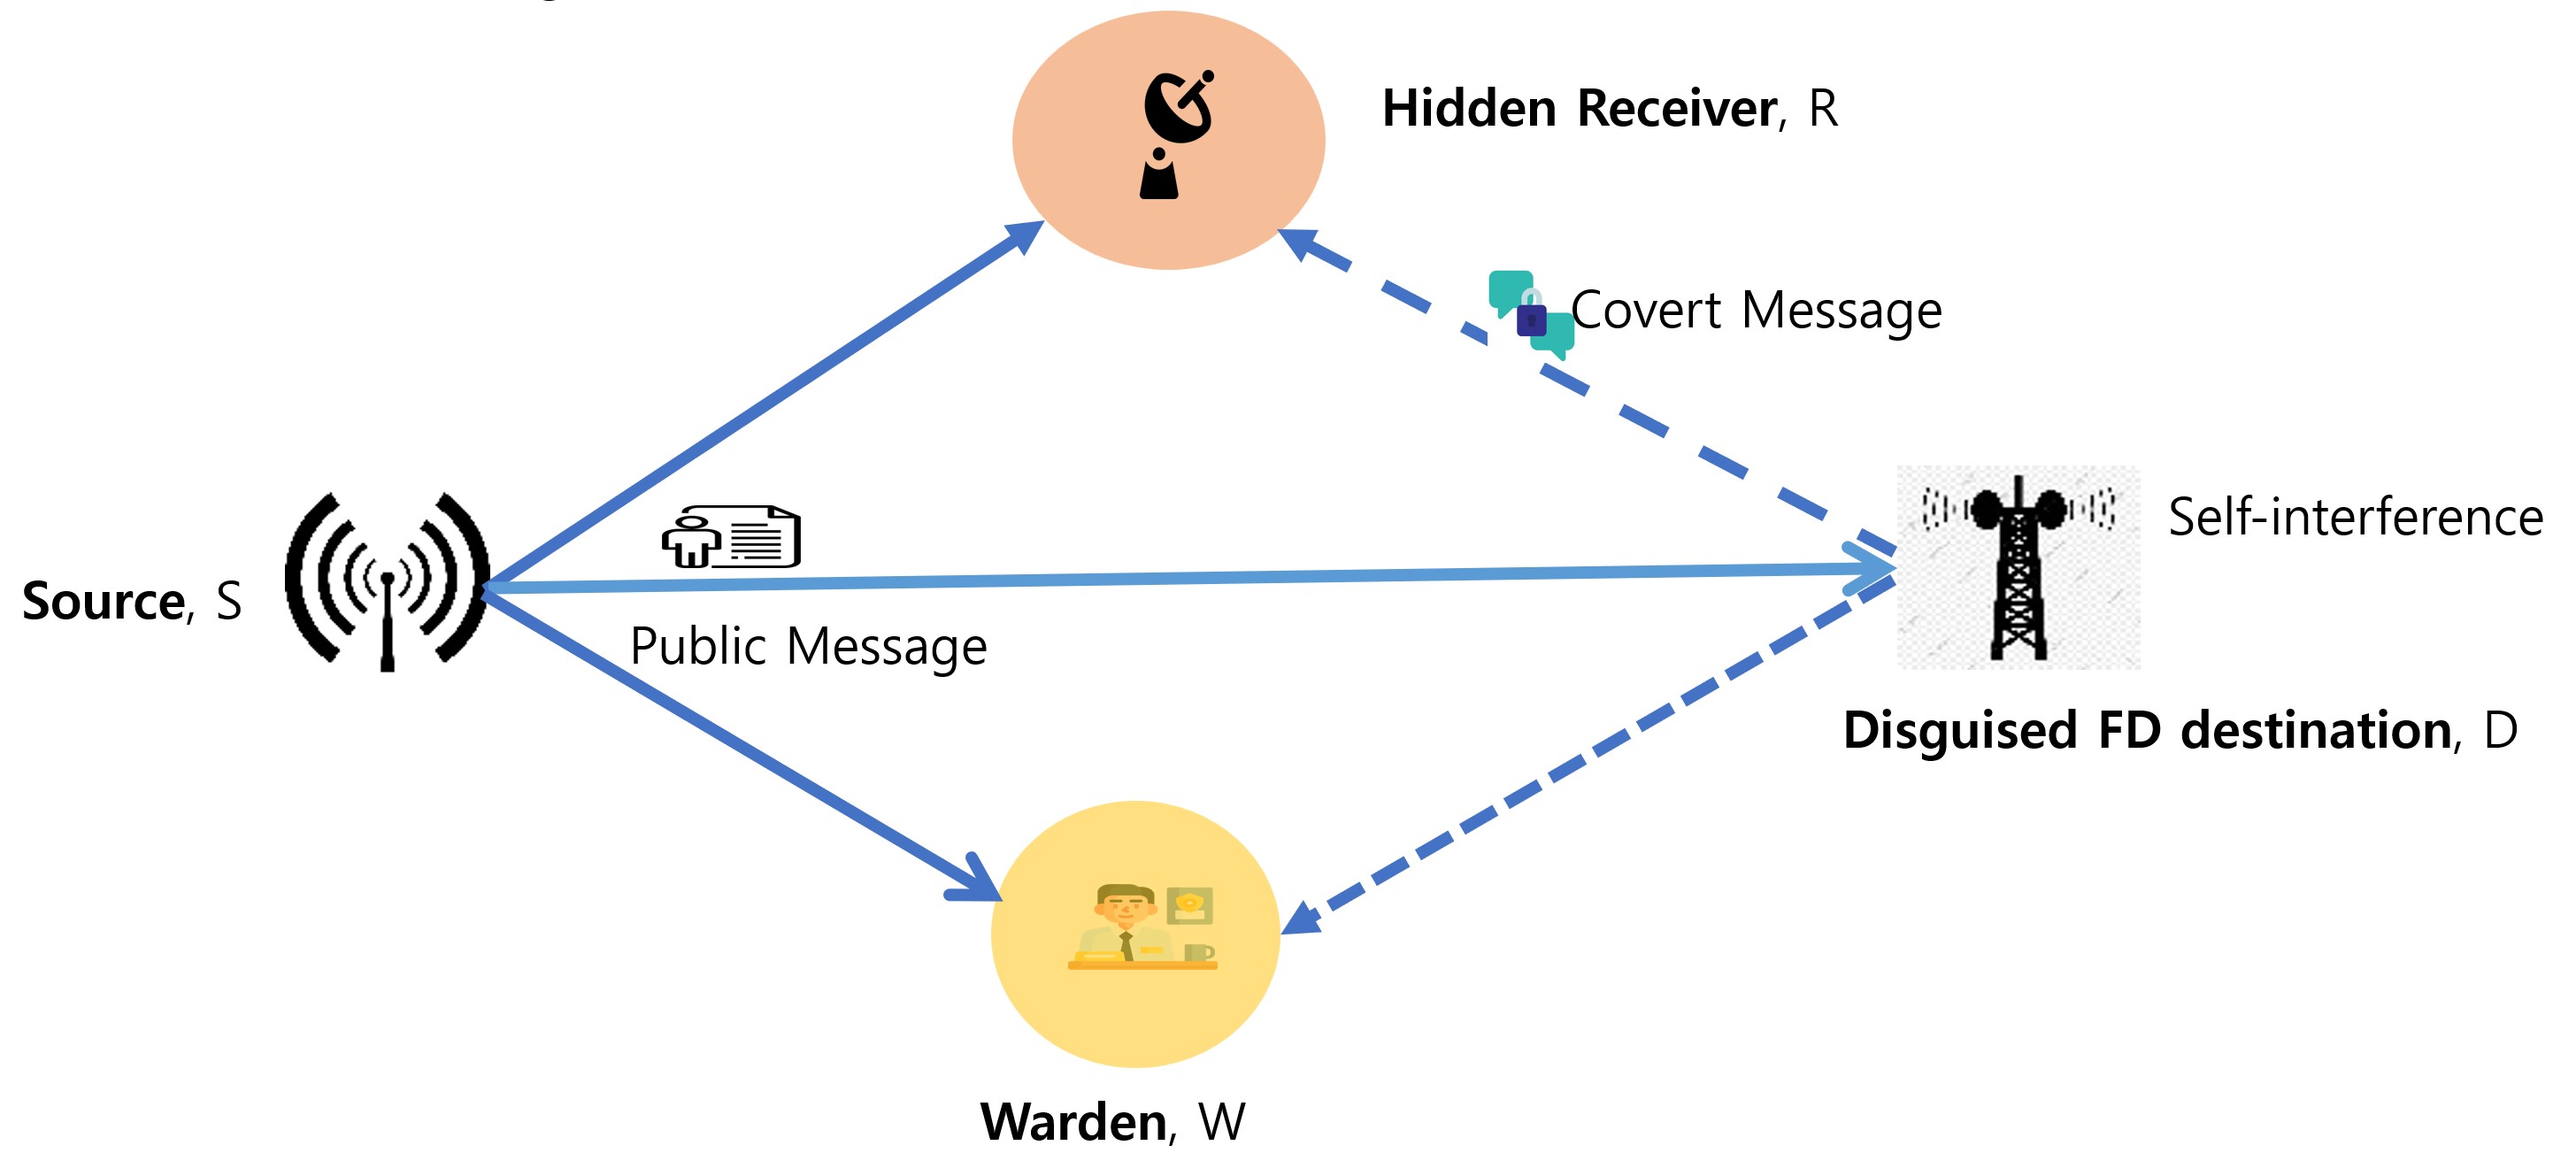 Hidden Receiver, R
Covert Message
Self-interference
Source, S
Public Message
Disguised FD destination, D
Warden, W